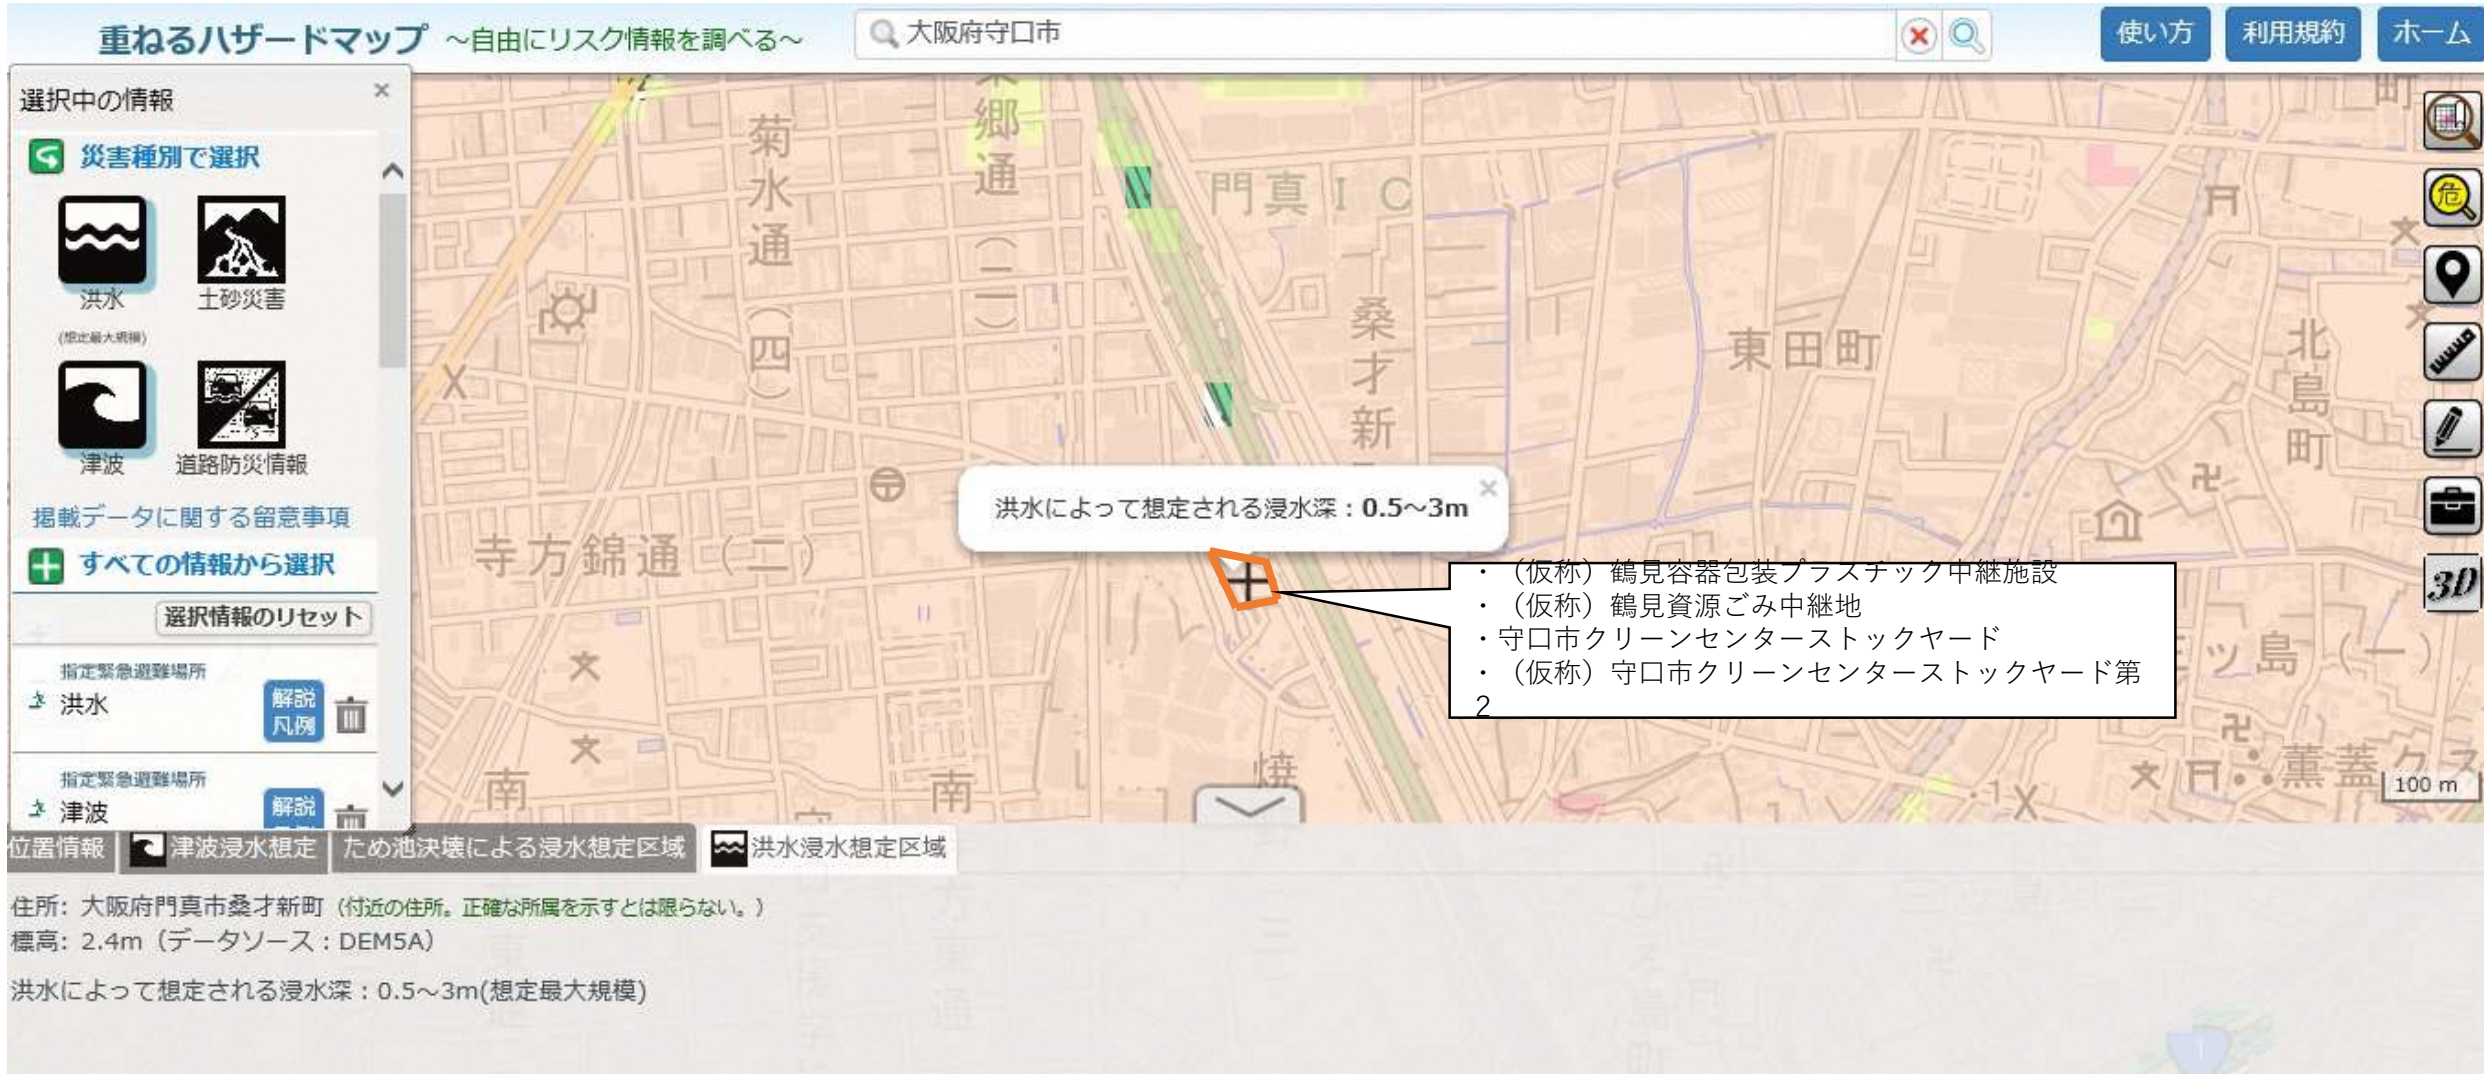 重ねるハザードマップ ～自由にリスク情報を調べる～
大阪府守口市
使い方
利用規約
ホーム
選択中の情報
×
災害種別で選択
洪水
土砂災害
(想定最大規模)
津波
道路防災情報
掲載データに関する留意事項
すべての情報から選択
選択情報のリセット
指定緊急避難場所
洪水
解説
凡例
指定緊急避難場所
津波
解説
菊水通(四)
郷通(二)
門真IC
桑才新
東田町
北島町
寺方錦通(二)
ツ島(一)
薫蓋クス
南
南
焼
町
危
3D
100 m
洪水によって想定される浸水深：0.5～3m
×
・（仮称）鶴見容器包装プラスチック中継施設
・（仮称）鶴見資源ごみ中継地
・守口市クリーンセンターストックヤード
・（仮称）守口市クリーンセンターストックヤード第
2
位置情報
津波浸水想定
ため池決壊による浸水想定区域
洪水浸水想定区域
住所: 大阪府門真市桑才新町（付近の住所。正確な所属を示すとは限らない。）
標高: 2.4m（データソース：DEM5A）
洪水によって想定される浸水深：0.5～3m(想定最大規模)